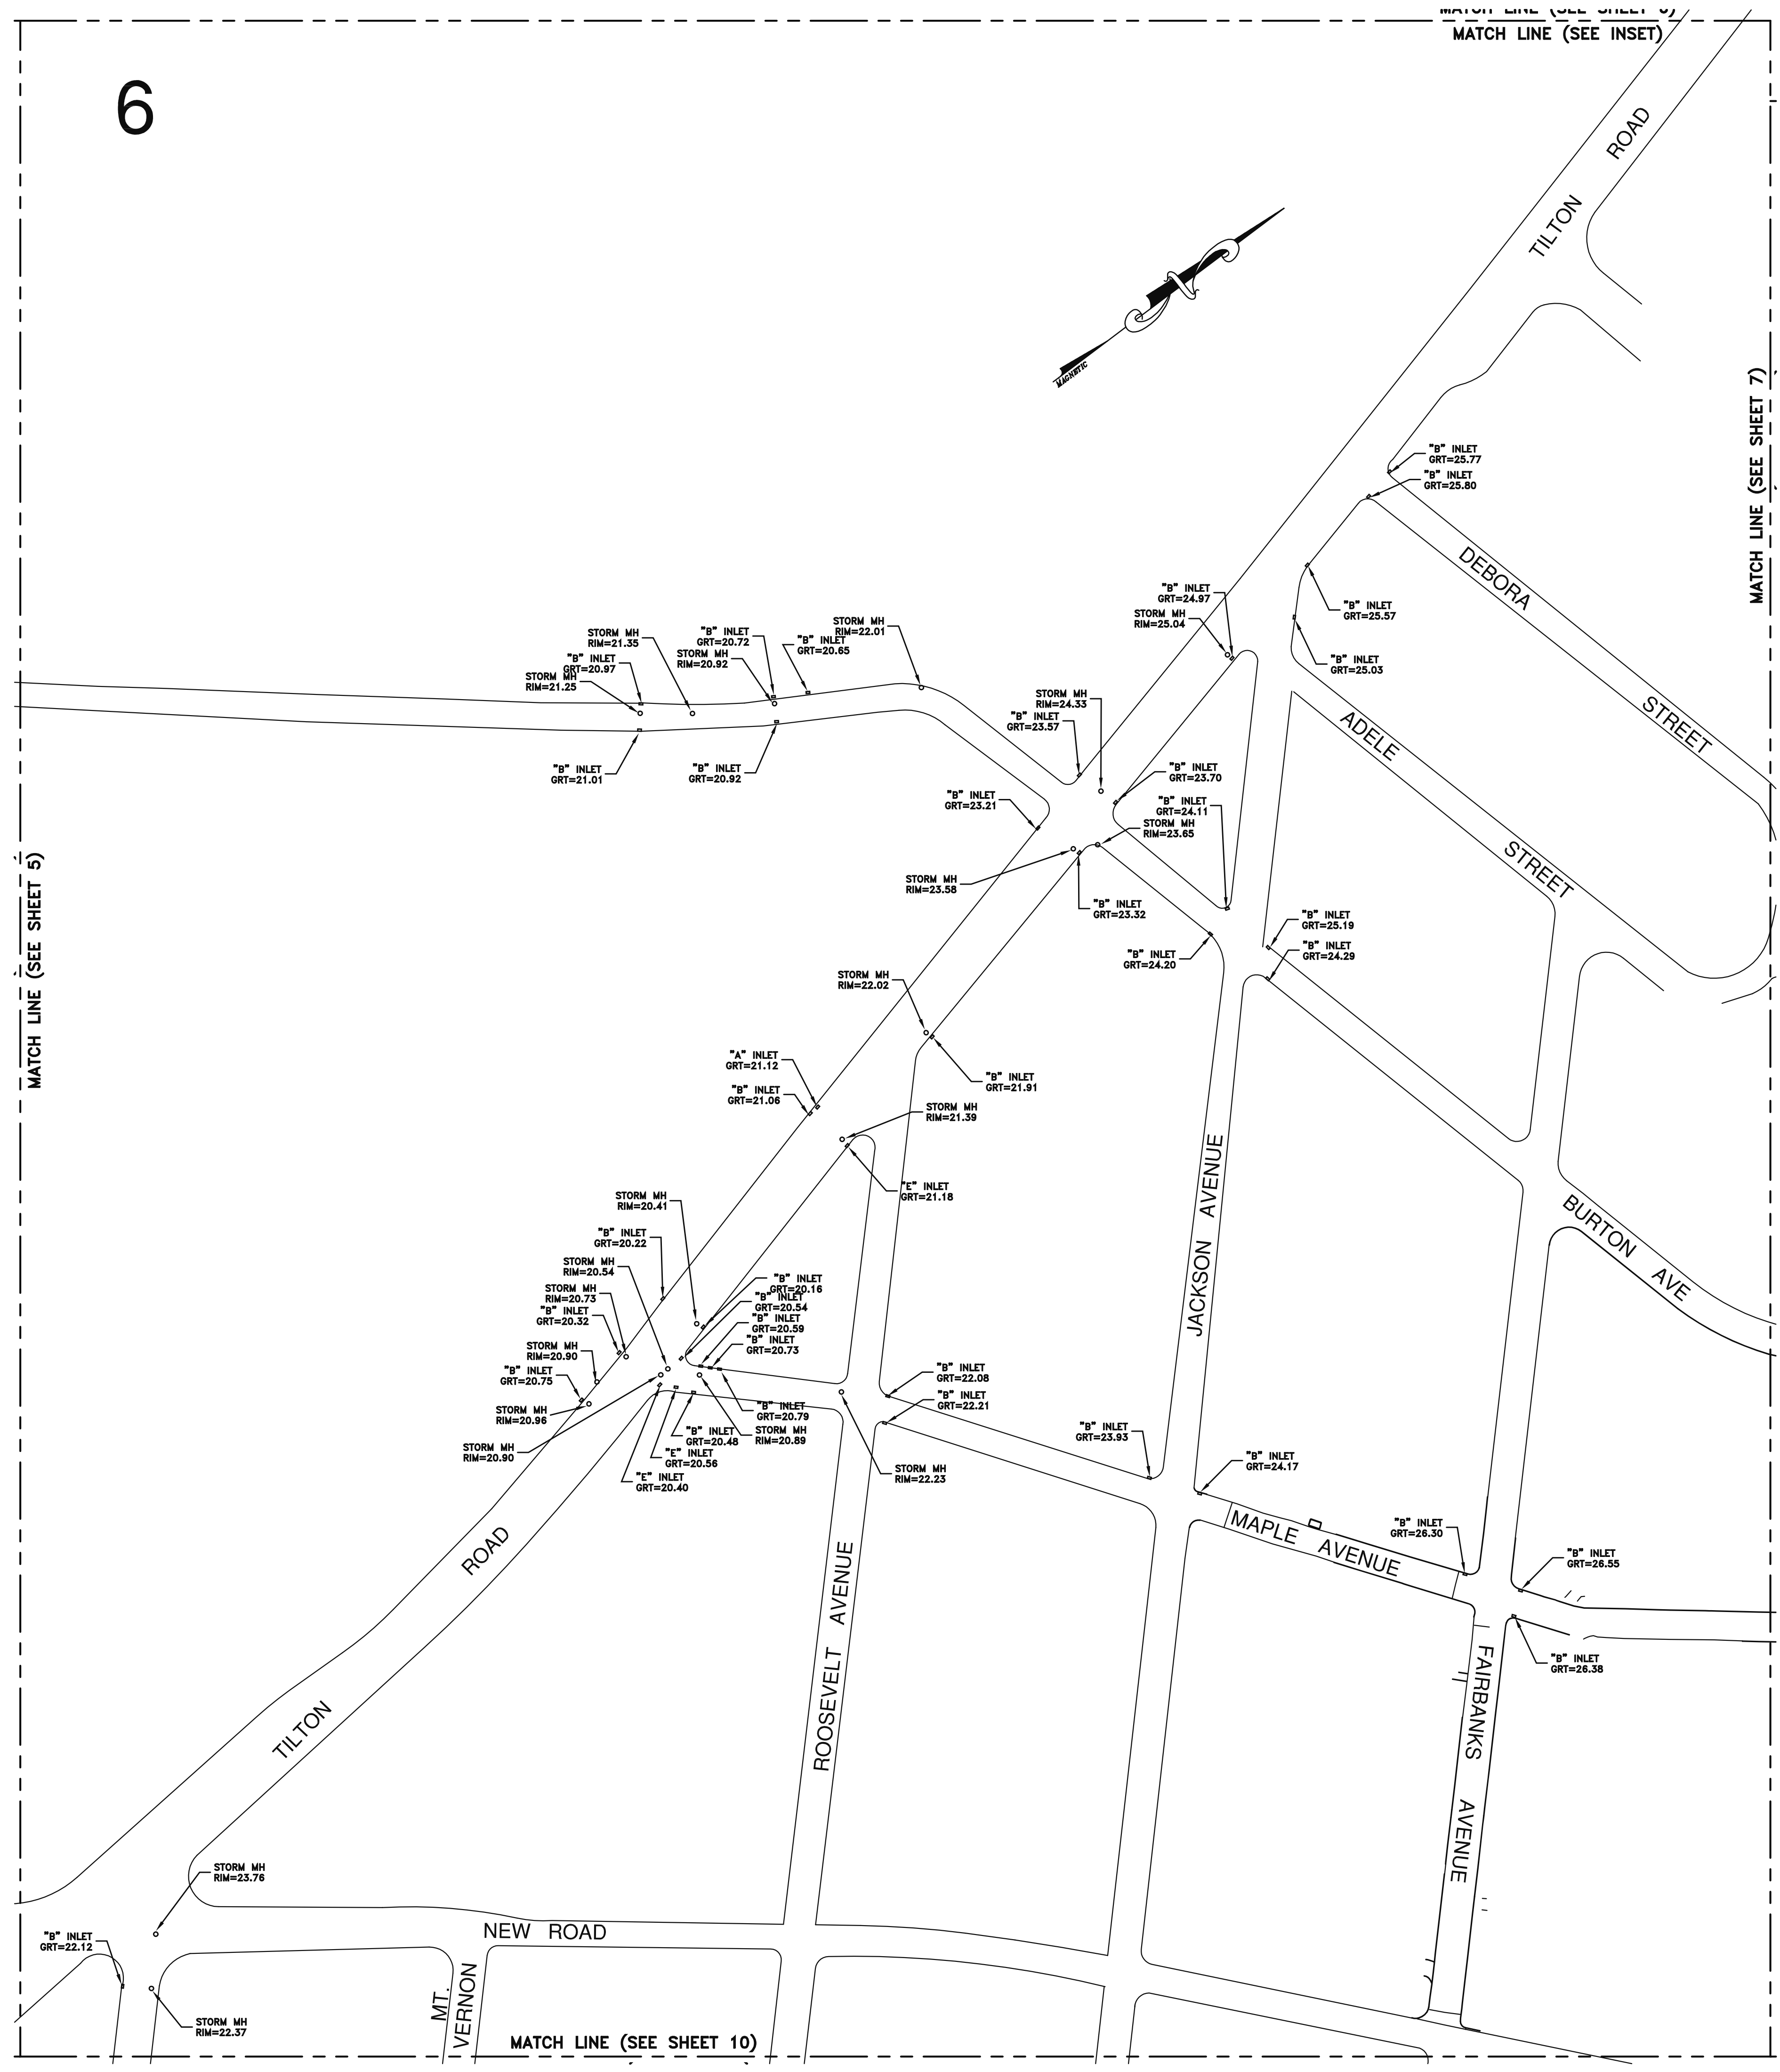 MATCH LINE (SEE INSET)
6
TILTON ROAD
MAGNETIC
MATCH LINE (SEE SHEET 7)
"B" INLET
GRT=25.77
"B" INLET
GRT=25.80
DEBORA STREET
"B" INLET
GRT=24.97
STORM MH
RIM=25.04
"B" INLET
GRT=25.57
"B" INLET
GRT=25.03
STORM MH
RIM=21.35
"B" INLET
GRT=20.72
STORM MH
RIM=22.01
"B" INLET
GRT=20.65
"B" INLET
GRT=20.97
STORM MH
RIM=20.92
STORM MH
RIM=21.25
"B" INLET
GRT=21.01
"B" INLET
GRT=20.92
STORM MH
RIM=24.33
"B" INLET
GRT=23.57
ADELE STREET
"B" INLET
GRT=23.70
"B" INLET
GRT=23.21
"B" INLET
GRT=24.11
STORM MH
RIM=23.65
STORM MH
RIM=23.58
"B" INLET
GRT=23.32
"B" INLET
GRT=24.20
"B" INLET
GRT=25.19
"B" INLET
GRT=24.29
MATCH LINE (SEE SHEET 5)
STORM MH
RIM=22.02
"A" INLET
GRT=21.12
"B" INLET
GRT=21.06
"B" INLET
GRT=21.91
STORM MH
RIM=21.39
"E" INLET
GRT=21.18
JACKSON AVENUE
BURTON AVE
STORM MH
RIM=20.41
"B" INLET
GRT=20.22
STORM MH
RIM=20.54
STORM MH
RIM=20.73
"B" INLET
GRT=20.32
STORM MH
RIM=20.90
"B" INLET
GRT=20.75
STORM MH
RIM=20.96
STORM MH
RIM=20.90
"B" INLET
GRT=20.16
"B" INLET
GRT=20.54
"B" INLET
GRT=20.59
"B" INLET
GRT=20.73
"B" INLET
GRT=20.79
STORM MH
RIM=20.89
"B" INLET
GRT=20.48
"E" INLET
GRT=20.56
"E" INLET
GRT=20.40
"B" INLET
GRT=22.08
"B" INLET
GRT=22.21
STORM MH
RIM=22.23
"B" INLET
GRT=23.93
"B" INLET
GRT=24.17
MAPLE AVENUE
"B" INLET
GRT=26.30
"B" INLET
GRT=26.55
"B" INLET
GRT=26.38
TILTON ROAD
ROOSEVELT AVENUE
FAIRBANKS AVENUE
STORM MH
RIM=23.76
NEW ROAD
"B" INLET
GRT=22.12
STORM MH
RIM=22.37
MT.
VERNON
MATCH LINE (SEE SHEET 10)